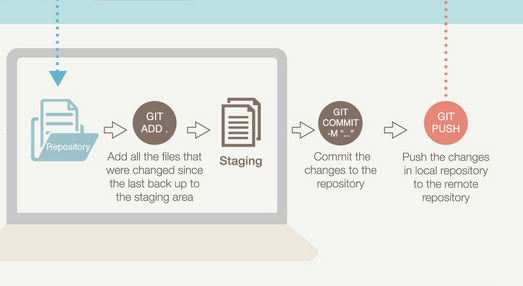 Repository
GIT
ADD .
Add all the files that
were changed since
the last back up to
the staging area
Staging
GIT
COMMIT
-M "..."
Commit the
changes to the
repository
GIT
PUSH
Push the changes
in local repository
to the remote
repository